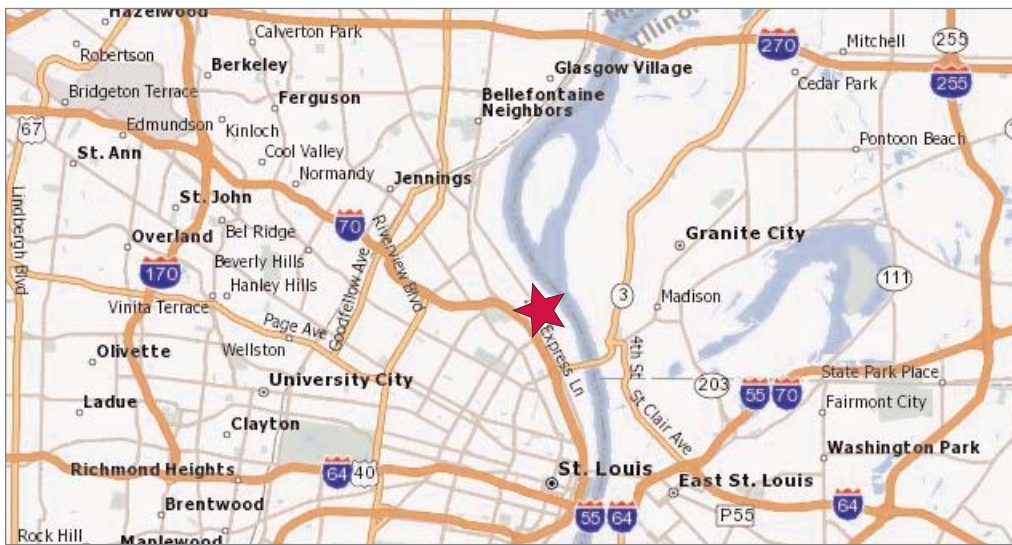 Hazelwood
Calverton Park
Illinois
270
Mitchell
255
Robertson
Berkeley
Glasgow Village
Cedar Park
255
Bridgeton Terrace
Ferguson
Bellefontaine
Neighbors
67
Edmundson
Kinloch
Pontoon Beach
St. Ann
Cool Valley
Normandy
Jennings
St. John
Lindbergh Blvd
Bel Ridge
70
Riverview Blvd
Granite City
Overland
Beverly Hills
170
Goodfellow Ave
111
Hanley Hills
3
Madison
Vinita Terrace
Page Ave
Express Ln
4th St
Wellston
Olivette
State Park Place
University City
203
55
70
Ladue
St Clair Ave
Fairmont City
Clayton
Washington Park
Richmond Heights
64
40
St. Louis
East St. Louis
Brentwood
55
64
P55
64
Rock Hill
Maplewood